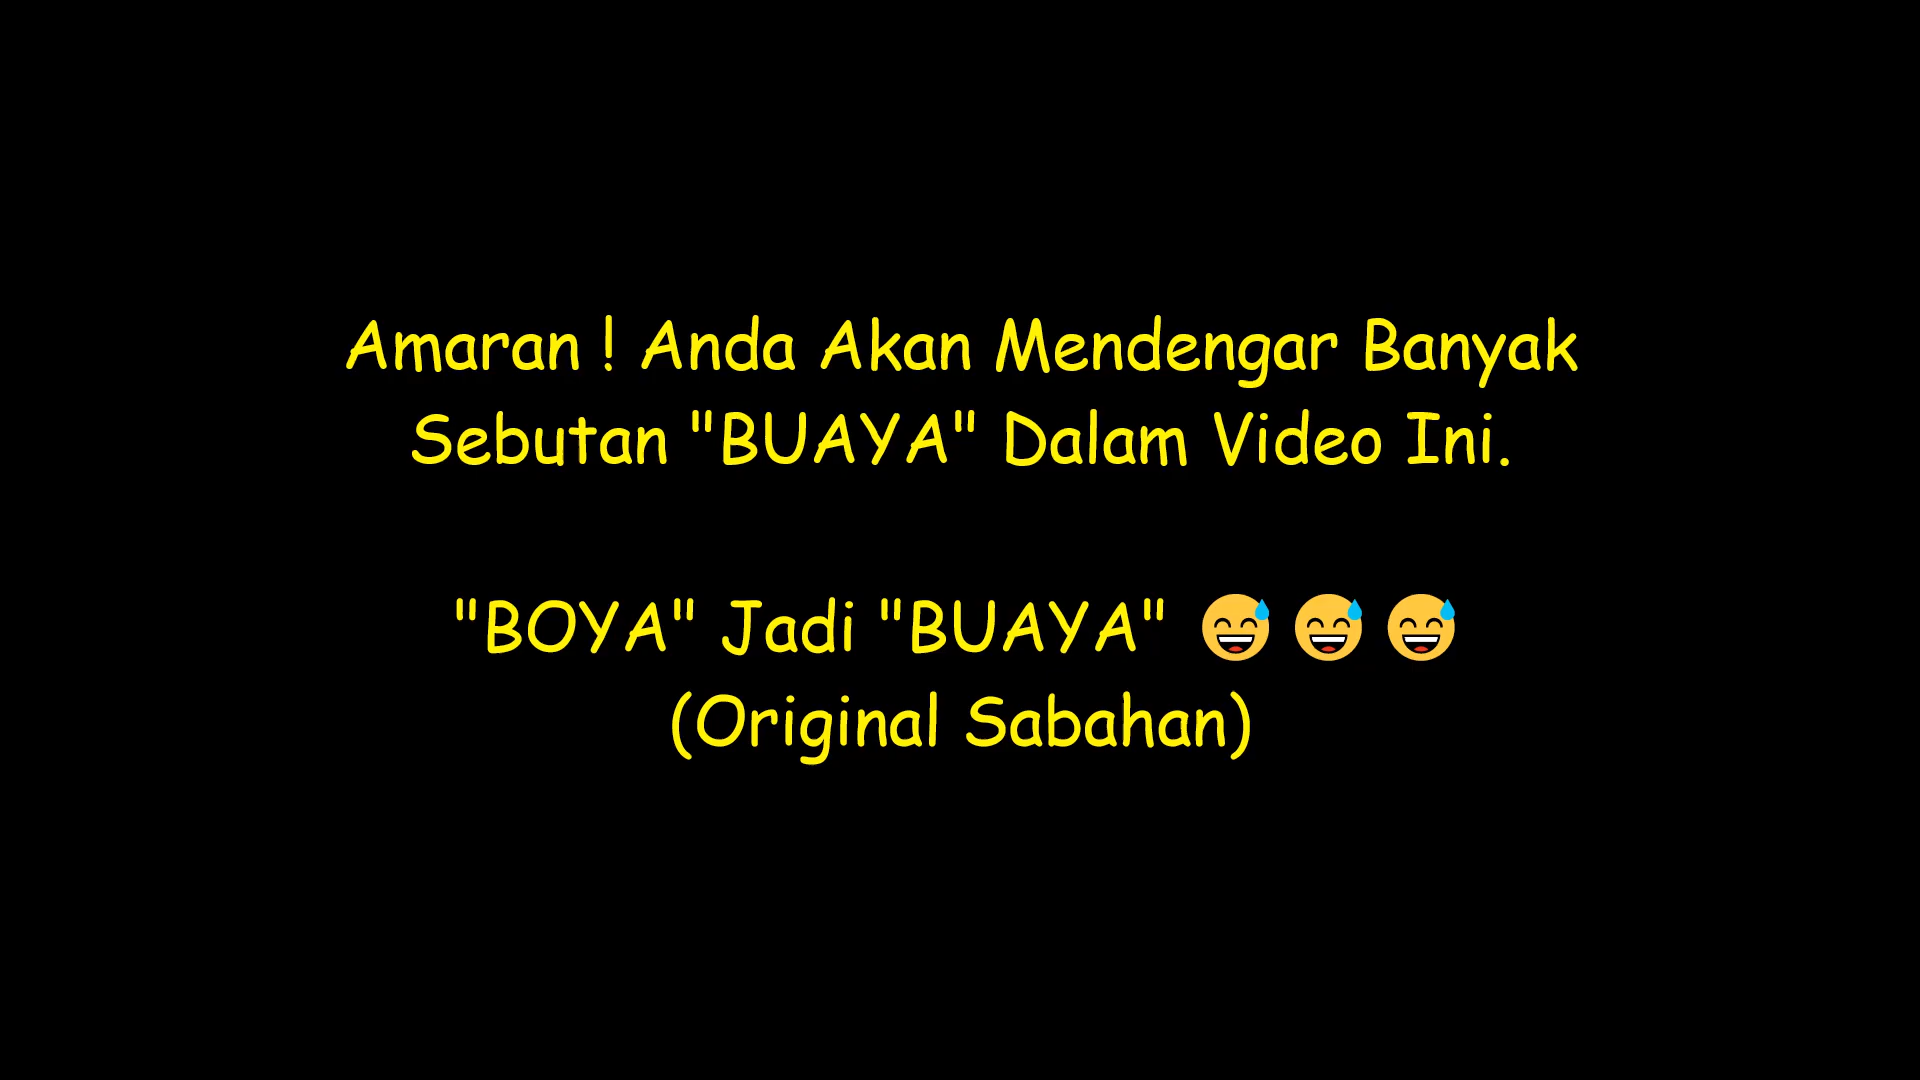 Amaran ! Anda Akan Mendengar Banyak
Sebutan "BUAYA" Dalam Video Ini.
"BOYA" Jadi "BUAYA" 😅 😅 😅
(Original Sabahan)